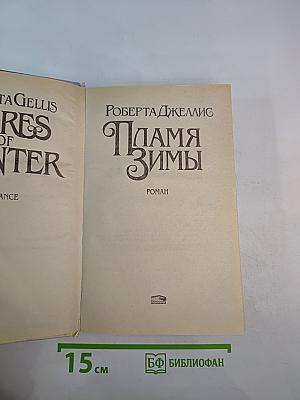 TA GELLIS
RES
OF
NTER
ANCE
РОБЕРТА ДЖЕЛЛИС
ПЛАМЯ
ЗИМЫ
РОМАН
15 см
БФ БИБЛИОФАН